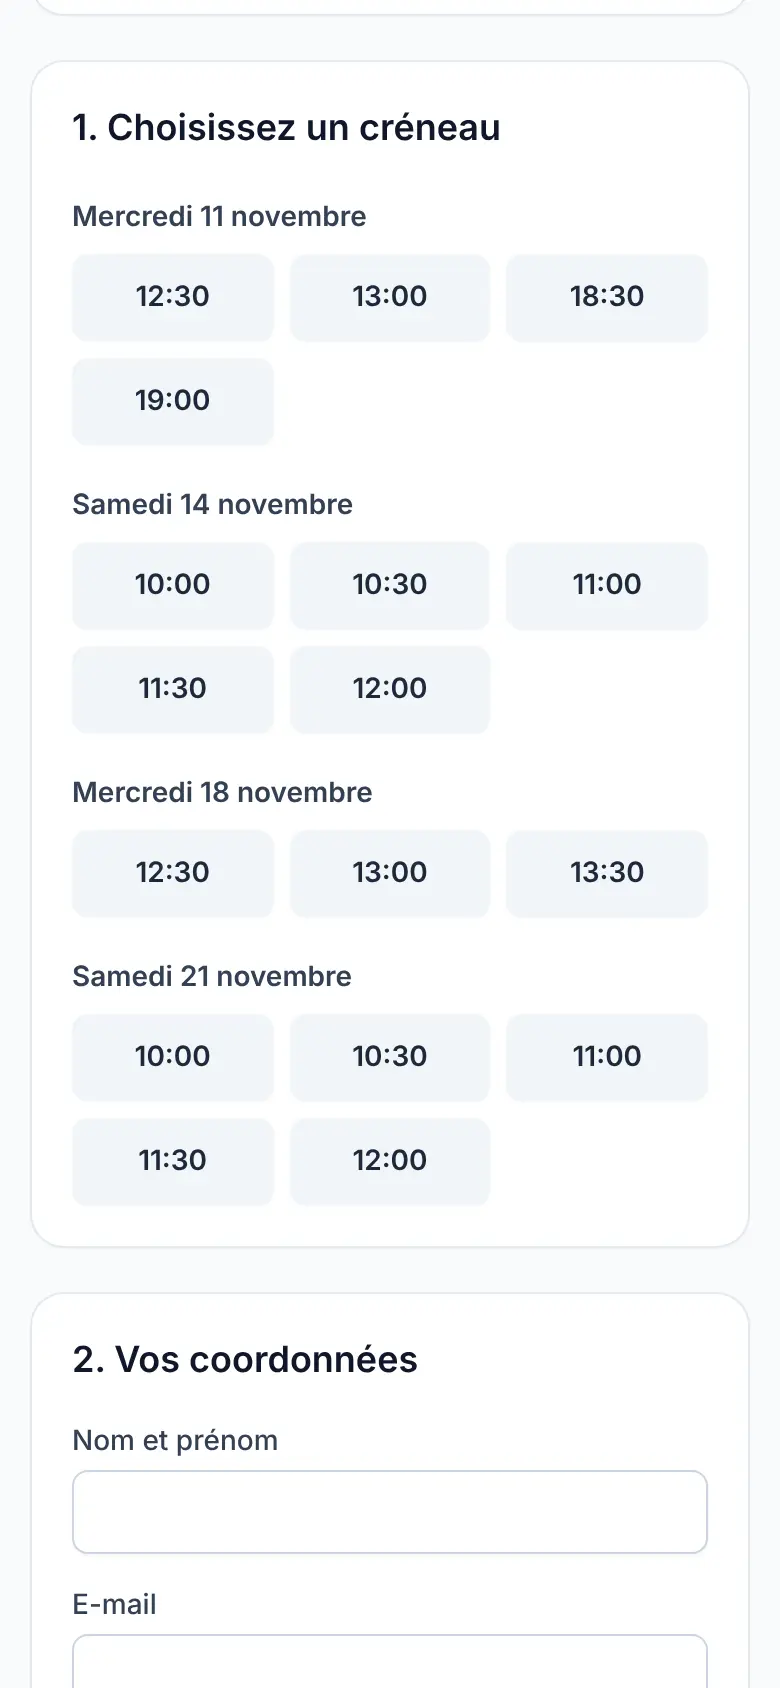 1. Choisissez un créneau
Mercredi 11 novembre
12:30 13:00 18:30
19:00
Samedi 14 novembre
10:00 10:30 11:00
11:30 12:00
Mercredi 18 novembre
12:30 13:00 13:30
Samedi 21 novembre
10:00 10:30 11:00
11:30 12:00
2. Vos coordonnées
Nom et prénom
E-mail